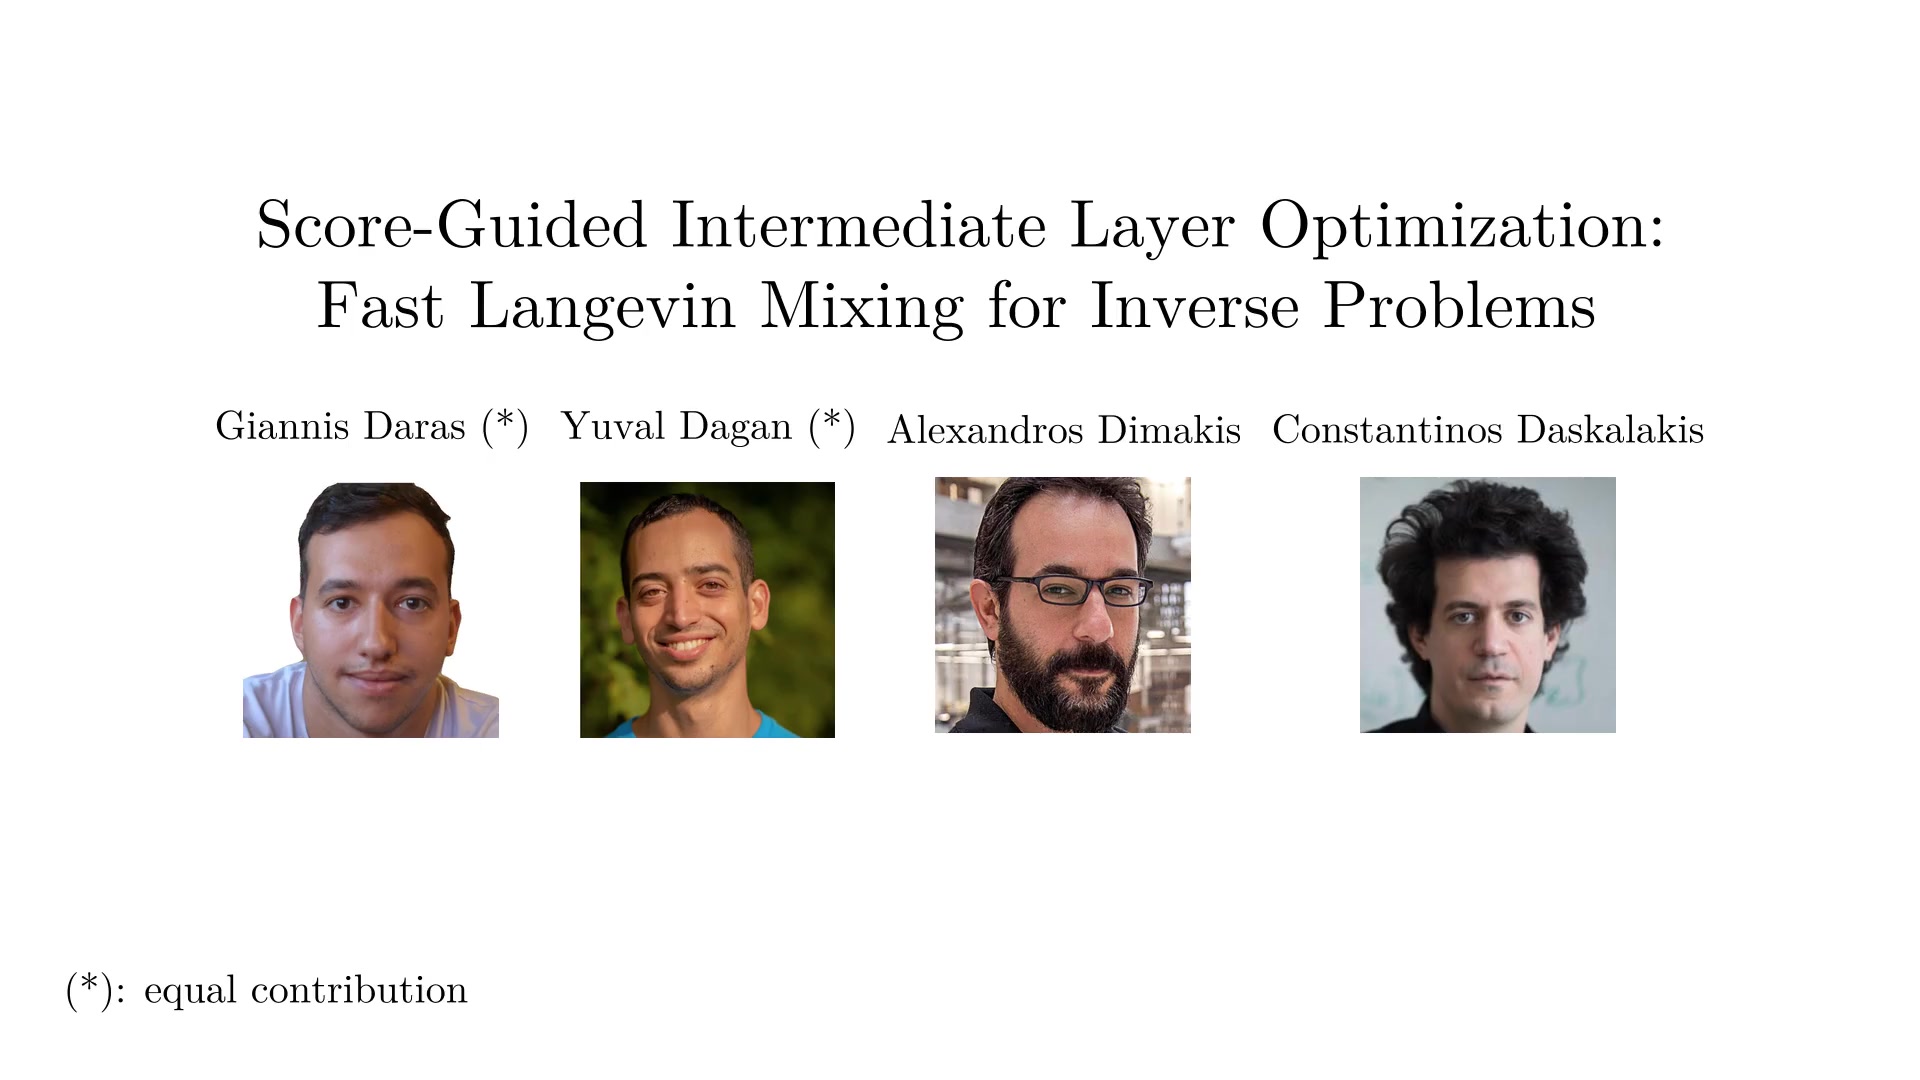 Score-Guided Intermediate Layer Optimization:
Fast Langevin Mixing for Inverse Problems
Giannis Daras (*) Yuval Dagan (*) Alexandros Dimakis Constantinos Daskalakis
(*): equal contribution